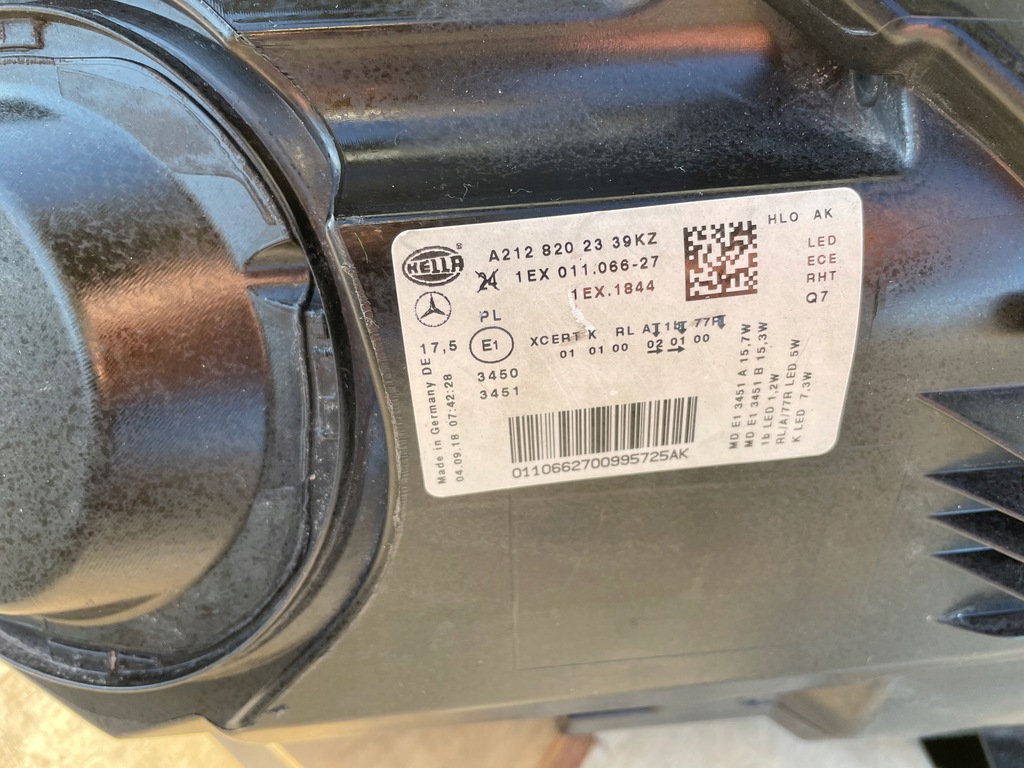 HELLA ®
A212 820 23 39KZ
24 1EX 011.066-27
1EX.1844
HLO AK
LED
ECE
RHT
Q7
PL
17,5 E1
XCERT K RL A 1b 77R
01 01 00 02 01 00
3450
3451
Made in Germany DE
04.09.18 07:42:28
0110662700995725AK
MD E1 3451 A 15,7W
MD E1 3451 B 15,3W
1b LED 1,2W
RL/A/77R LED 5W
K LED 7,3W